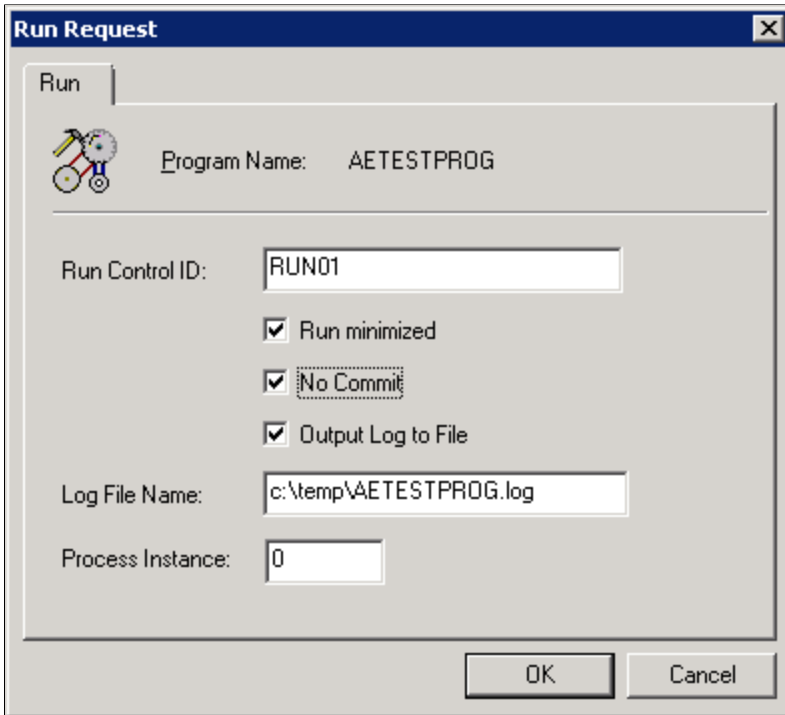 Run Request
Run
Program Name: AETESTPROG
Run Control ID: RUN01
Run minimized
No Commit
Output Log to File
Log File Name: c:\temp\AETESTPROG.log
Process Instance: 0
OK Cancel